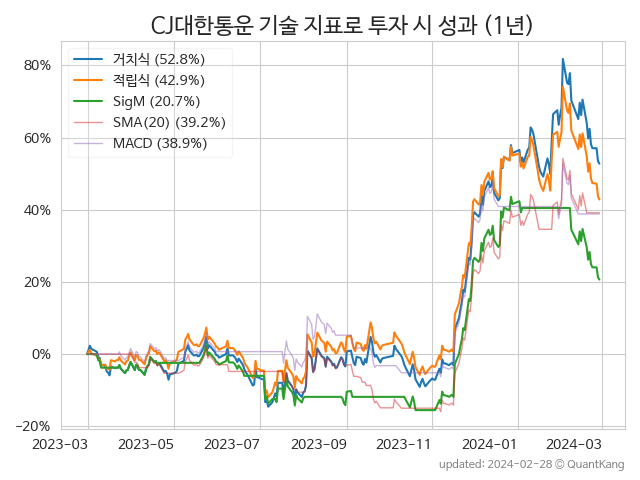 CJ대한통운 기술 지표로 투자 시 성과 (1년)
거치식 (52.8%)
적립식 (42.9%)
SigM (20.7%)
SMA(20) (39.2%)
MACD (38.9%)
80%
60%
40%
20%
0%
−20%
2023-03 2023-05 2023-07 2023-09 2023-11 2024-01 2024-03
updated: 2024-02-28 © QuantKang